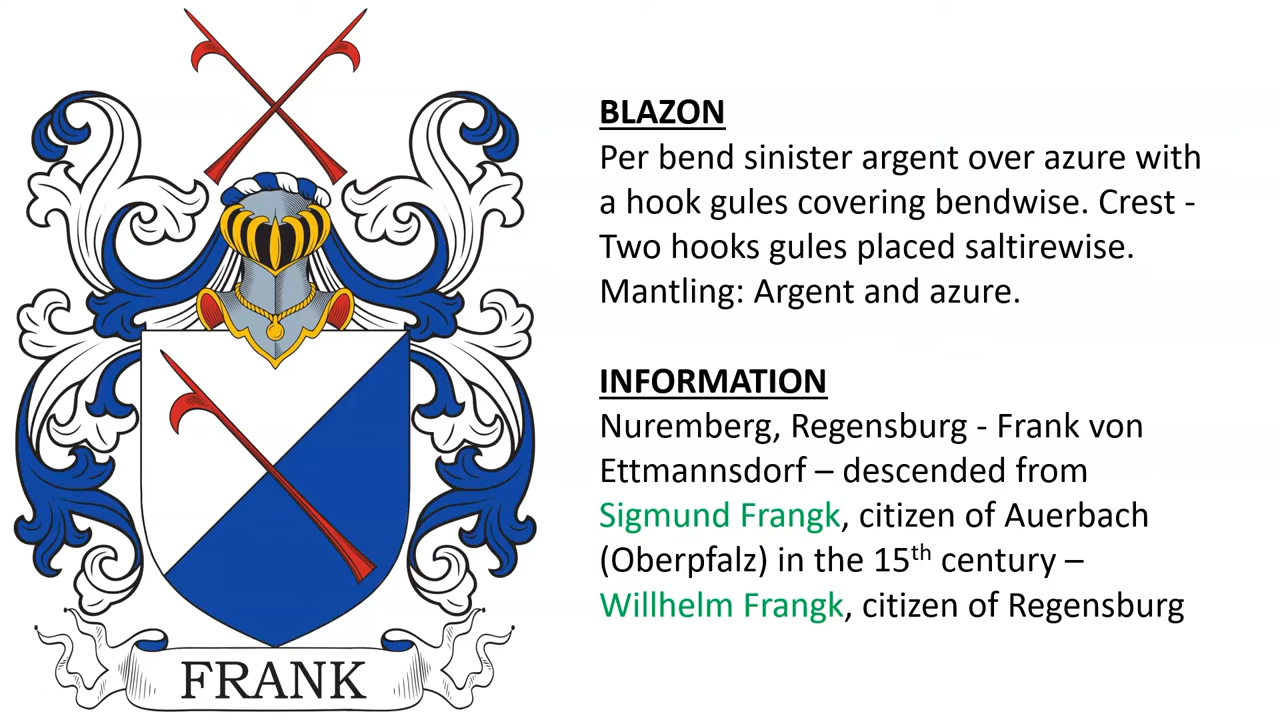 BLAZON
Per bend sinister argent over azure with
a hook gules covering bendwise. Crest -
Two hooks gules placed saltirewise.
Mantling: Argent and azure.
INFORMATION
Nuremberg, Regensburg - Frank von
Ettmannsdorf – descended from
Sigmund Frangk, citizen of Auerbach
(Oberpfalz) in the 15th century –
Willhelm Frangk, citizen of Regensburg
FRANK